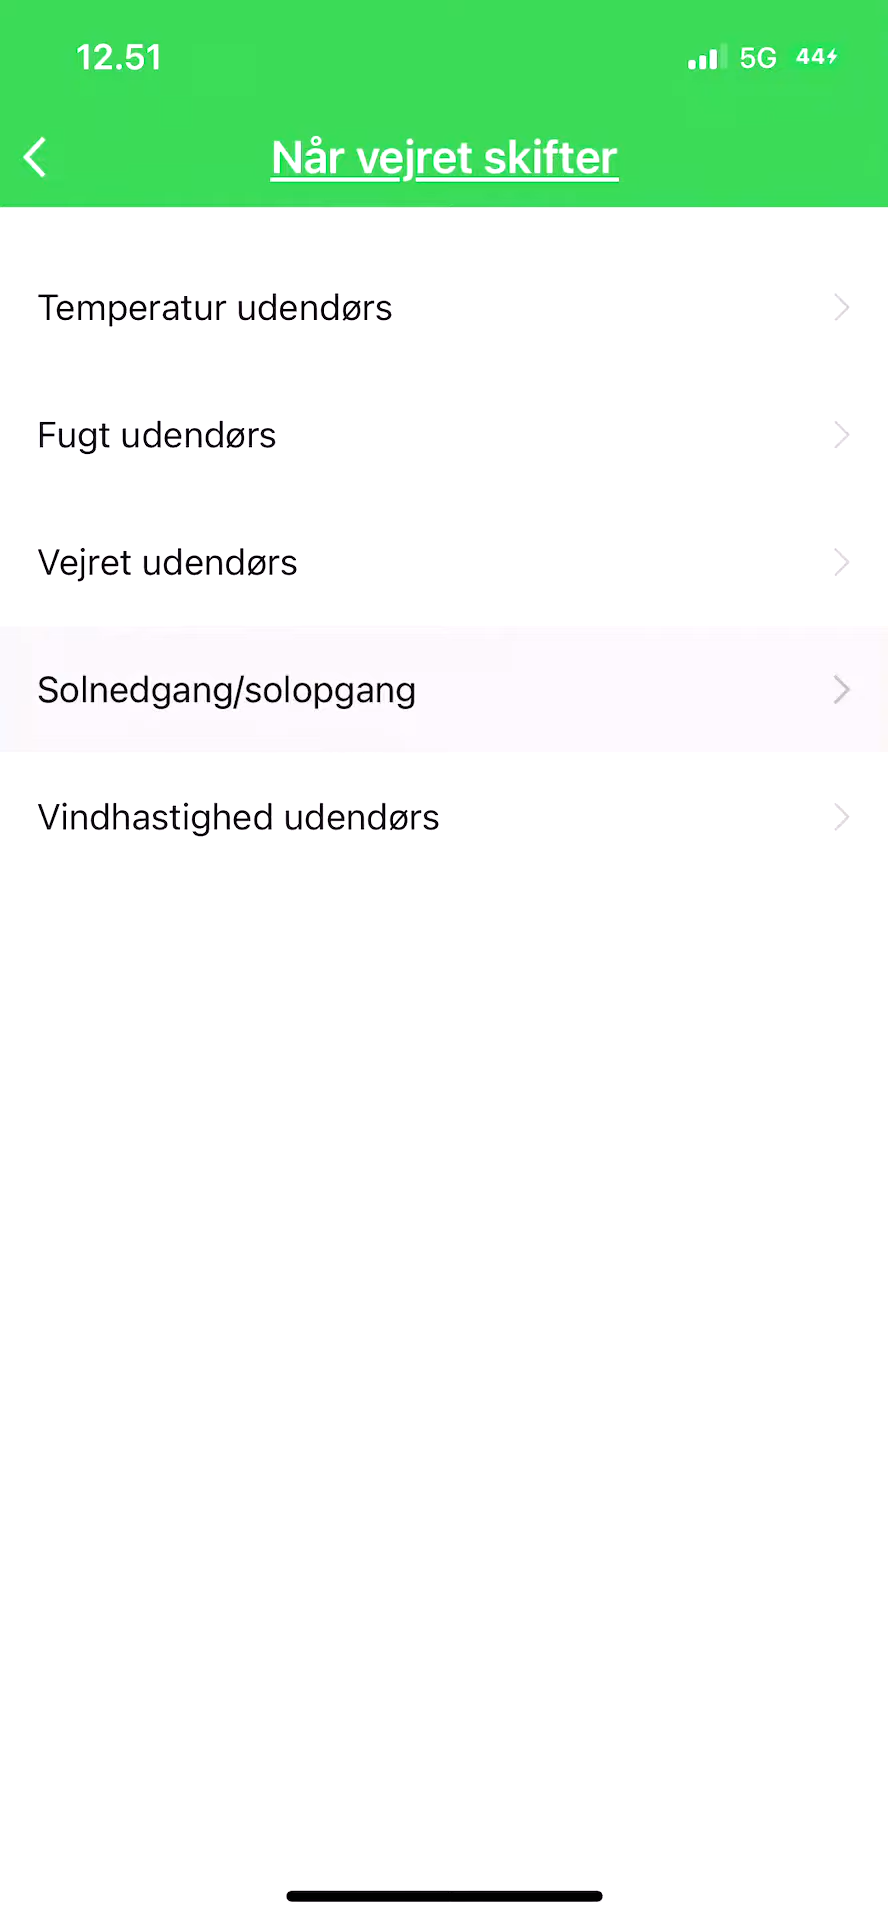 12.51
5G 44
Når vejret skifter
Temperatur udendørs
Fugt udendørs
Vejret udendørs
Solnedgang/solopgang
Vindhastighed udendørs